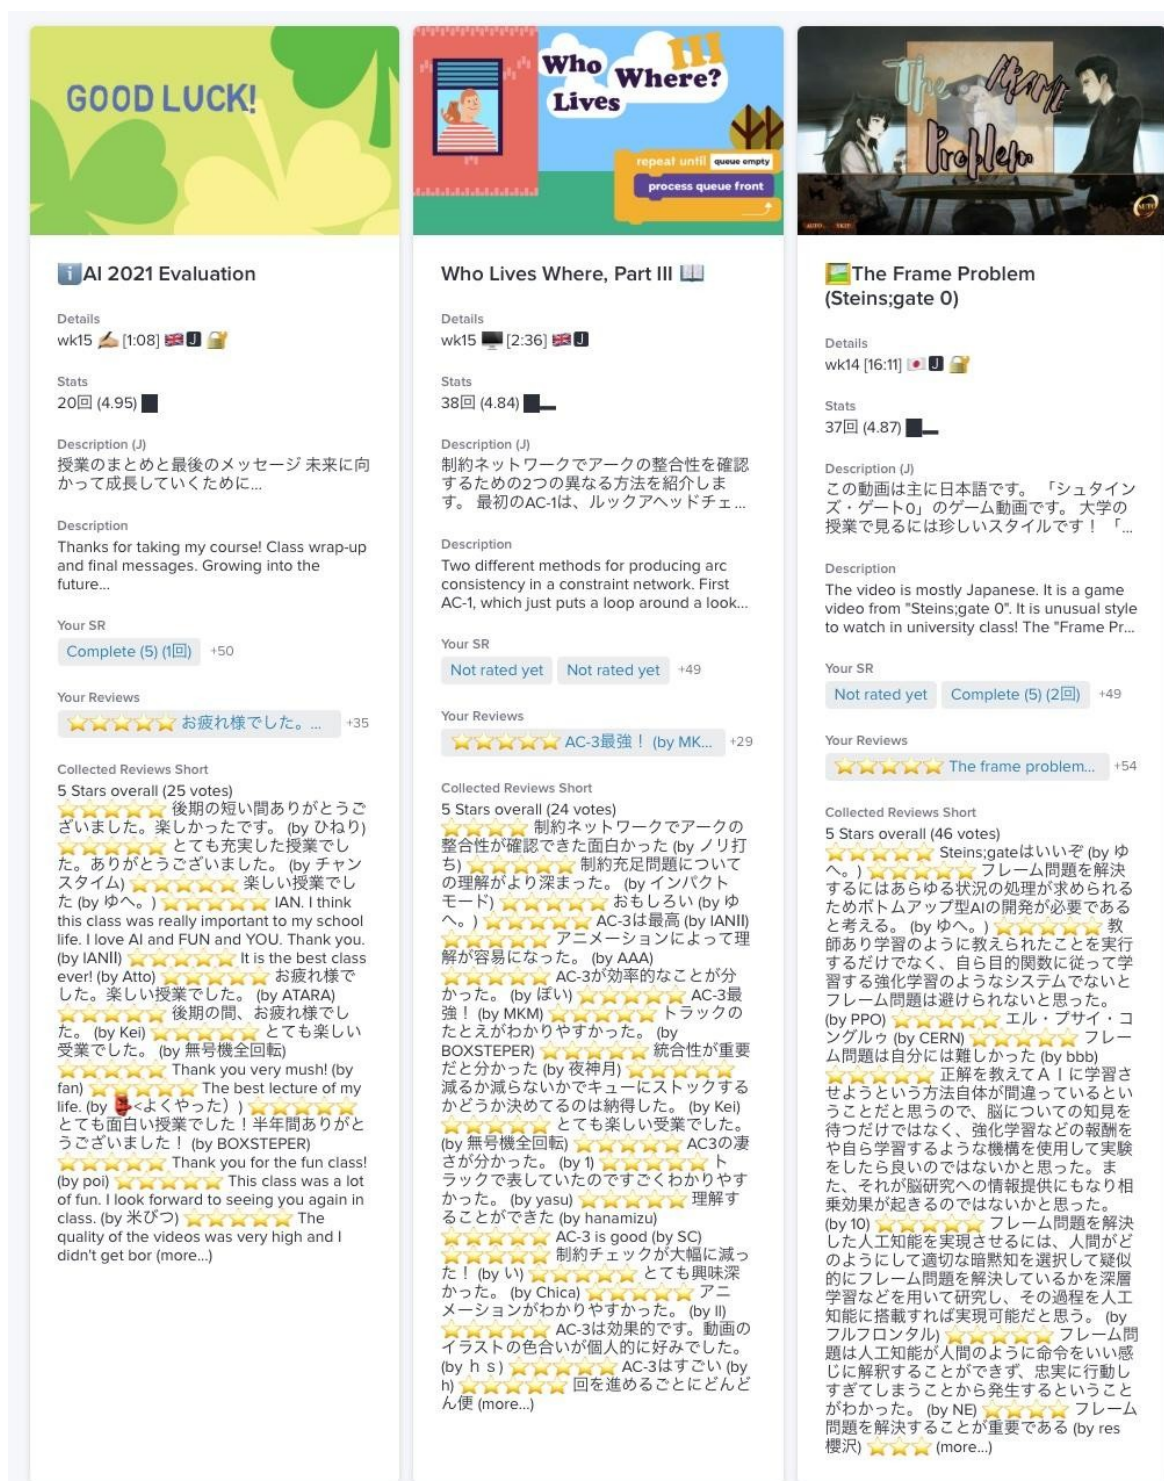 GOOD LUCK!
ℹ️AI 2021 Evaluation
Details
wk15 ✍🏼 [1:08] 🇬🇧🅹 🔐
Stats
20回 (4.95) █
Description (J)
授業のまとめと最後のメッセージ 未来に向
かって成長していくために...
Description
Thanks for taking my course! Class wrap-up
and final messages. Growing into the
future...
Your SR
Complete (5) (1回) +50
Your Reviews
⭐⭐⭐⭐⭐ お疲れ様でした。... +35
Collected Reviews Short
5 Stars overall (25 votes)
⭐⭐⭐⭐⭐ 後期の短い間ありがとうご
ざいました。楽しかったです。 (by ひねり)
⭐⭐⭐⭐⭐ とても充実した授業でし
た。ありがとうございました。 (by チャン
スタイム) ⭐⭐⭐⭐⭐ 楽しい授業でし
た (by ゆへ。) ⭐⭐⭐⭐⭐ IAN. I think
this class was really important to my school
life. I love AI and FUN and YOU. Thank you.
(by IANII) ⭐⭐⭐⭐⭐ It is the best class
ever! (by Atto) ⭐⭐⭐⭐⭐ お疲れ様で
した。楽しい授業でした。 (by ATARA)
⭐⭐⭐⭐⭐ 後期の間、お疲れ様でし
た。 (by Kei) ⭐⭐⭐⭐⭐ とても楽しい
受業でした。 (by 無号機全回転)
⭐⭐⭐⭐⭐ Thank you very mush! (by
fan) ⭐⭐⭐⭐⭐ The best lecture of my
life. (by 👺<よくやった）) ⭐⭐⭐⭐⭐
とても面白い授業でした！半年間ありがと
うございました！ (by BOXSTEPER)
⭐⭐⭐⭐⭐ Thank you for the fun class!
(by poi) ⭐⭐⭐⭐⭐ This class was a lot
of fun. I look forward to seeing you again in
class. (by 米びつ) ⭐⭐⭐⭐⭐ The
quality of the videos was very high and I
didn't get bor (more...)
Who
Lives
Where?
III
repeat until queue empty
process queue front
Who Lives Where, Part III 📖
Details
wk15 🖥️ [2:36] 🇬🇧🅹
Stats
38回 (4.84) █▂
Description (J)
制約ネットワークでアークの整合性を確認
するための2つの異なる方法を紹介しま
す。 最初のAC-1は、ルックアヘッドチェ...
Description
Two different methods for producing arc
consistency in a constraint network. First
AC-1, which just puts a loop around a look...
Your SR
Not rated yet Not rated yet +49
Your Reviews
⭐⭐⭐⭐⭐ AC-3最強！ (by MK... +29
Collected Reviews Short
5 Stars overall (24 votes)
⭐⭐⭐⭐ 制約ネットワークでアークの
整合性が確認できた面白かった (by ノリ打
ち) ⭐⭐⭐⭐⭐ 制約充足問題について
の理解がより深まった。 (by インパクト
モード) ⭐⭐⭐⭐⭐ おもしろい (by ゆ
へ。) ⭐⭐⭐⭐⭐ AC-3は最高 (by IANII)
⭐⭐⭐⭐⭐ アニメーションによって理
解が容易になった。 (by AAA)
⭐⭐⭐⭐⭐ AC-3が効率的なことが分
かった。 (by ぽい) ⭐⭐⭐⭐⭐ AC-3最
強！ (by MKM) ⭐⭐⭐⭐⭐ トラックの
たとえがわかりやすかった。 (by
BOXSTEPER) ⭐⭐⭐⭐⭐ 統合性が重要
だと分かった (by 夜神月) ⭐⭐⭐⭐⭐
減るか減らないかでキューにストックする
かどうか決めてるのは納得した。 (by Kei)
⭐⭐⭐⭐⭐ とても楽しい受業でした。
(by 無号機全回転) ⭐⭐⭐⭐⭐ AC3の凄
さが分かった。 (by 1) ⭐⭐⭐⭐⭐ ト
ラックで表していたのですごくわかりやす
かった。 (by yasu) ⭐⭐⭐⭐⭐ 理解す
ることができた (by hanamizu)
⭐⭐⭐⭐⭐ AC-3 is good (by SC)
⭐⭐⭐⭐⭐ 制約チェックが大幅に減っ
た！ (by い) ⭐⭐⭐⭐⭐ とても興味深
かった。 (by Chica) ⭐⭐⭐⭐⭐ アニ
メーションがわかりやすかった。 (by ll)
⭐⭐⭐⭐⭐ AC-3は効果的です。動画の
イラストの色合いが個人的に好みでした。
(by ｈｓ) ⭐⭐⭐⭐⭐ AC-3はすごい (by
h) ⭐⭐⭐⭐⭐ 回を進めるごとにどんど
ん便 (more...)
The Frame
Problem
AUTO SKIP
AUTO
🖼️The Frame Problem
(Steins;gate 0)
Details
wk14 [16:11] 🇯🇵🅹 🔐
Stats
37回 (4.87) █▂
Description (J)
この動画は主に日本語です。 「シュタイン
ズ・ゲート0」のゲーム動画です。 大学の
授業で見るには珍しいスタイルです！ 「...
Description
The video is mostly Japanese. It is a game
video from "Steins;gate 0". It is unusual style
to watch in university class! The "Frame Pr...
Your SR
Not rated yet Complete (5) (2回) +49
Your Reviews
⭐⭐⭐⭐⭐ The frame problem... +54
Collected Reviews Short
5 Stars overall (46 votes)
⭐⭐⭐⭐⭐ Steins;gateはいいぞ (by ゆ
へ。) ⭐⭐⭐⭐⭐ フレーム問題を解決
するにはあらゆる状況の処理が求められる
ためボトムアップ型AIの開発が必要である
と考える。 (by ゆへ。) ⭐⭐⭐⭐⭐ 教
師あり学習のように教えられたことを実行
するだけでなく、自ら目的関数に従って学
習する強化学習のようなシステムでないと
フレーム問題は避けられないと思った。
(by PPO) ⭐⭐⭐⭐⭐ エル・プサイ・コ
ングルゥ (by CERN) ⭐⭐⭐⭐⭐ フレー
ム問題は自分には難しかった (by bbb)
⭐⭐⭐⭐⭐ 正解を教えてＡＩに学習さ
せようという方法自体が間違っているとい
うことだと思うので、脳についての知見を
待つだけではなく、強化学習などの報酬を
や自ら学習するような機構を使用して実験
をしたら良いのではないかと思った。ま
た、それが脳研究への情報提供にもなり相
乗効果が起きるのではないかと思った。
(by 10) ⭐⭐⭐⭐⭐ フレーム問題を解決
した人工知能を実現させるには、人間がど
のようにして適切な暗黙知を選択して疑似
的にフレーム問題を解決しているかを深層
学習などを用いて研究し、その過程を人工
知能に搭載すれば実現可能だと思う。 (by
フルフロンタル) ⭐⭐⭐⭐⭐ フレーム問
題は人工知能が人間のように命令をいい感
じに解釈することができず、忠実に行動し
すぎてしまうことから発生するということ
がわかった。 (by NE) ⭐⭐⭐⭐ フレーム
問題を解決することが重要である (by res
櫻沢) ⭐⭐⭐ (more...)